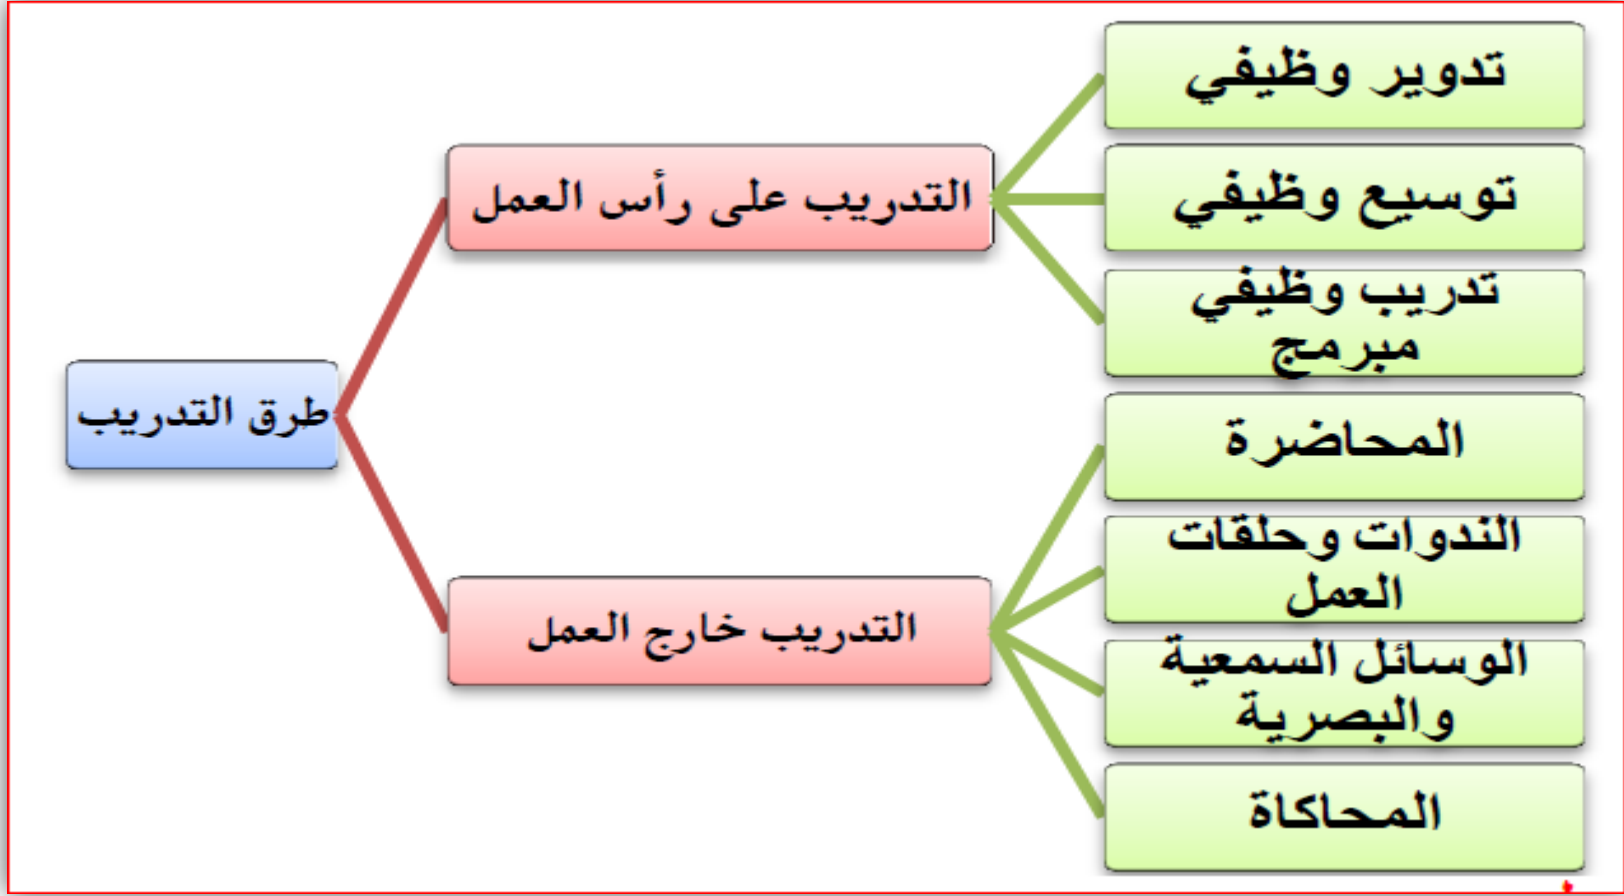 طرق التدريب
التدريب على رأس العمل
تدوير وظيفي
توسيع وظيفي
تدريب وظيفي
مبرمج
التدريب خارج العمل
المحاضرة
الندوات وحلقات
العمل
الوسائل السمعية
والبصرية
المحاكاة